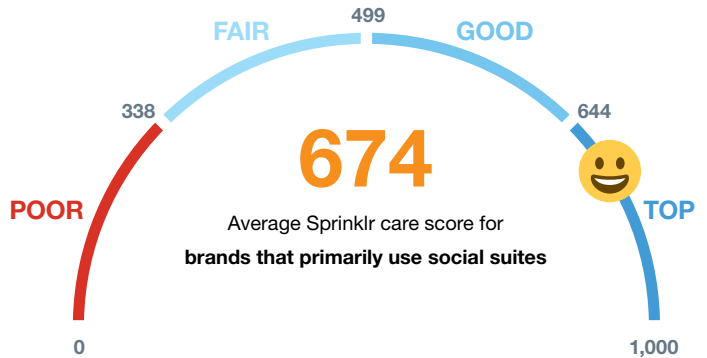 499
FAIR
GOOD
338
644
674
POOR
TOP
Average Sprinklr care score for
brands that primarily use social suites
0
1,000